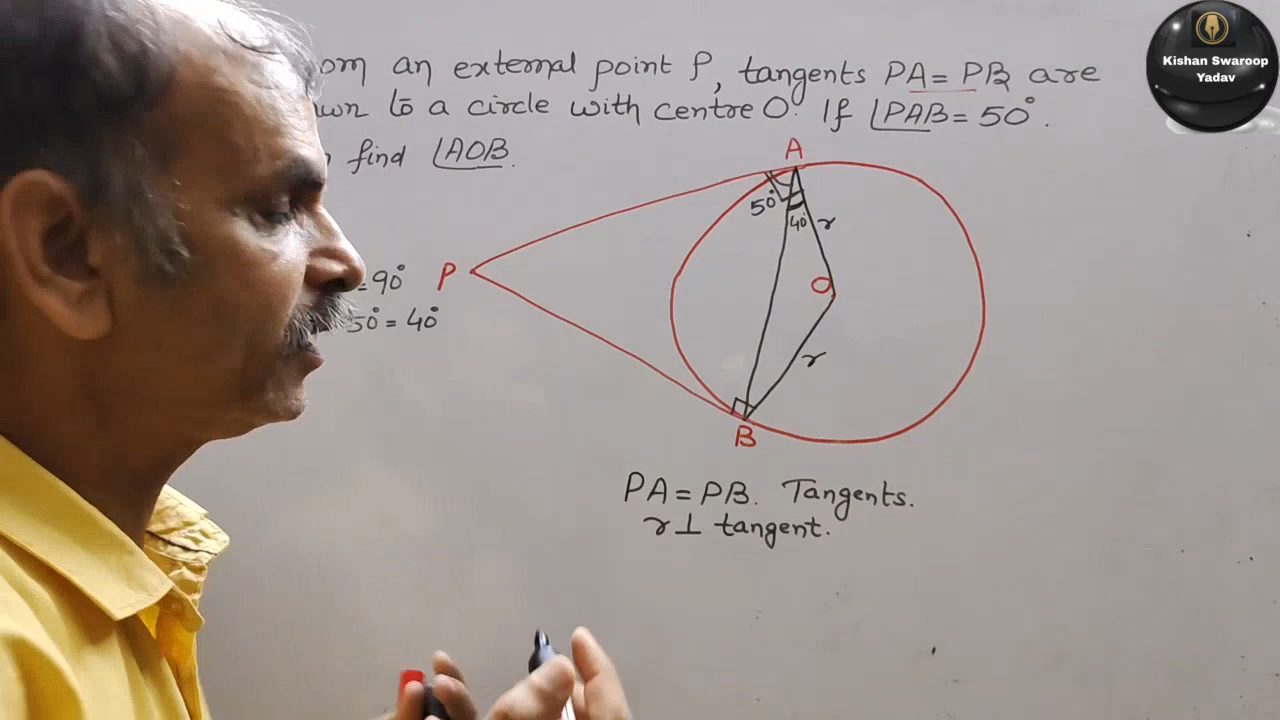 om an external point P, tangents PA = PB are
wn to a circle with centre O. If ∠PAB = 50°.
find ∠AOB.
A
50°
40°
r
O
P
= 90°
50° = 40°
r
B
PA = PB. Tangents.
r ⊥ tangent.
Kishan Swaroop
Yadav